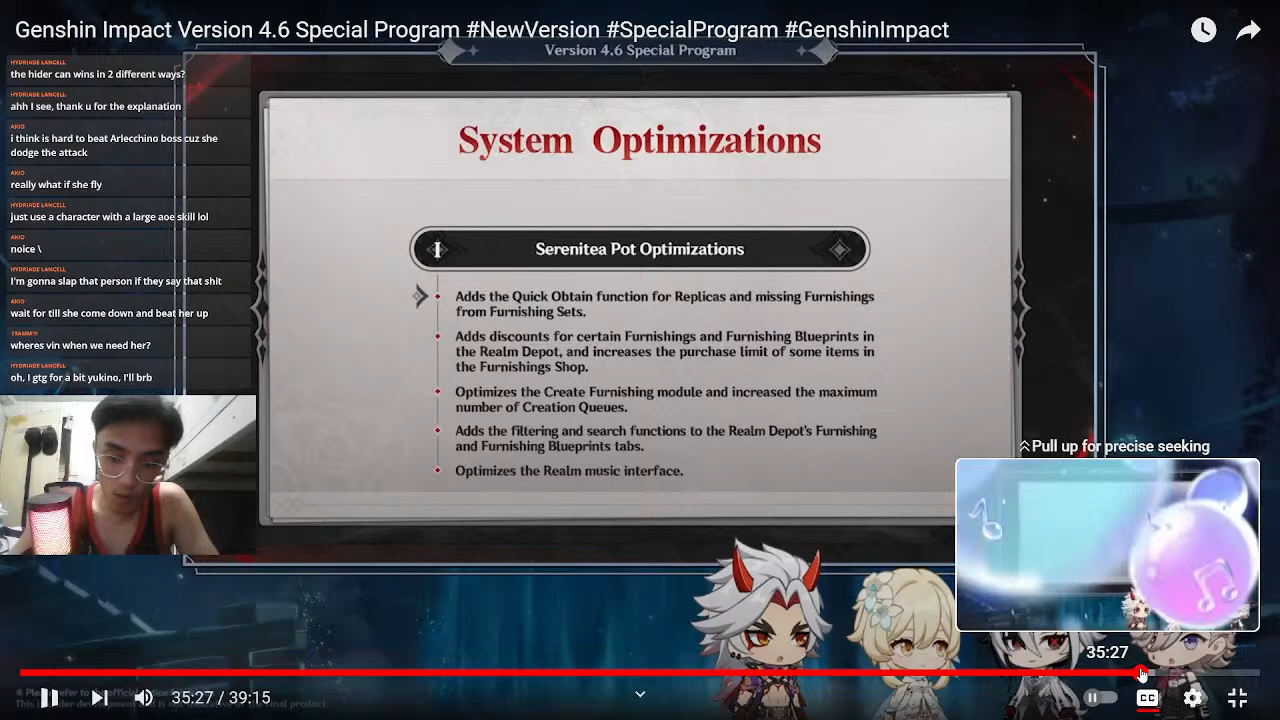 Genshin Impact Version 4.6 Special Program #NewVersion #SpecialProgram #GenshinImpact
Version 4.6 Special Program
HYDRIADE LANCELL
the hider can wins in 2 different ways?
HYDRIADE LANCELL
ahh I see, thank u for the explanation
AXIO
i think is hard to beat Arlecchino boss cuz she
dodge the attack
AXIO
really what if she fly
HYDRIADE LANCELL
just use a character with a large aoe skill lol
AXIO
noice \
HYDRIADE LANCELL
I'm gonna slap that person if they say that shit
AXIO
wait for till she come down and beat her up
wheres vin when we need her?
HYDRIADE LANCELL
oh, I gtg for a bit yukino, I'll brb
System Optimizations
I
Serenitea Pot Optimizations
Adds the Quick Obtain function for Replicas and missing Furnishings
from Furnishing Sets.
Adds discounts for certain Furnishings and Furnishing Blueprints in
the Realm Depot, and increases the purchase limit of some items in
the Furnishings Shop.
Optimizes the Create Furnishing module and increased the maximum
number of Creation Queues.
Adds the filtering and search functions to the Realm Depot's Furnishing
and Furnishing Blueprints tabs.
Optimizes the Realm music interface.
Pull up for precise seeking
35:27
35:27 / 39:15
CC